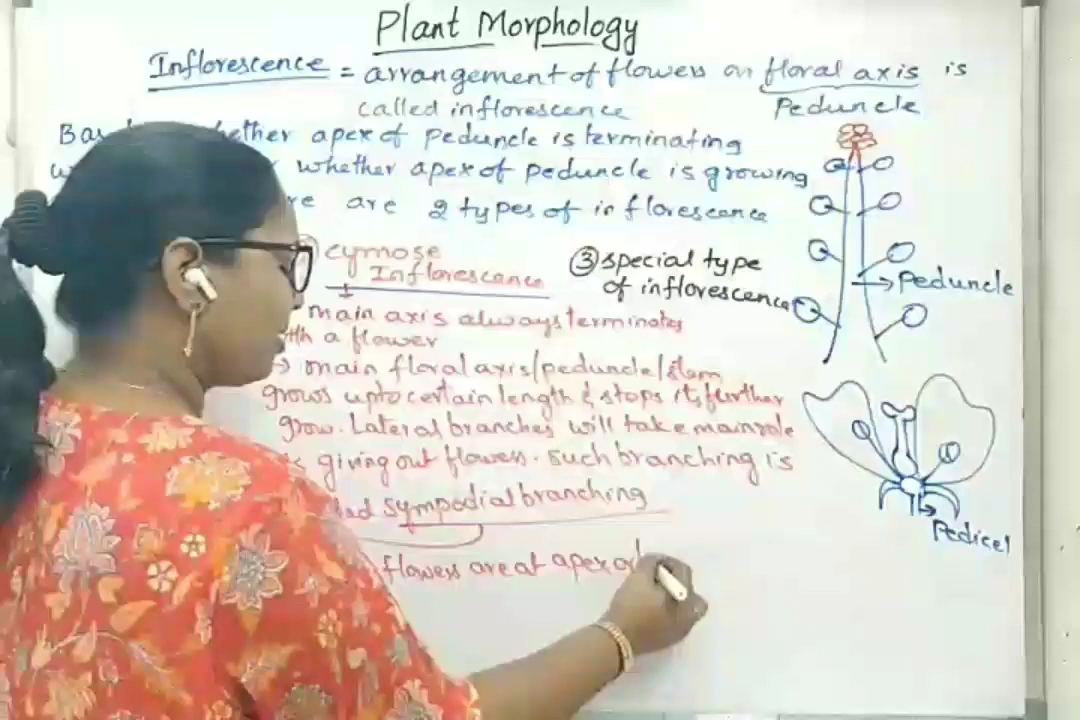 Plant Morphology
Inflorescence = arrangement of flowers on floral axis is
called inflorescence
Peduncle
hether apex of peduncle is terminating
whether apex of peduncle is growing
re are 2 types of inflorescence
cymose
Inflorescence
③ special type
of inflorescence
Peduncle
main axis always terminates
th a flower
→ main floral axis/peduncle/stem
grows upto certain length & stops its further
grow. Lateral branches will take main role
giving out flowers. Such branching is
sympodial branching
flowers are at apex
Pedicel